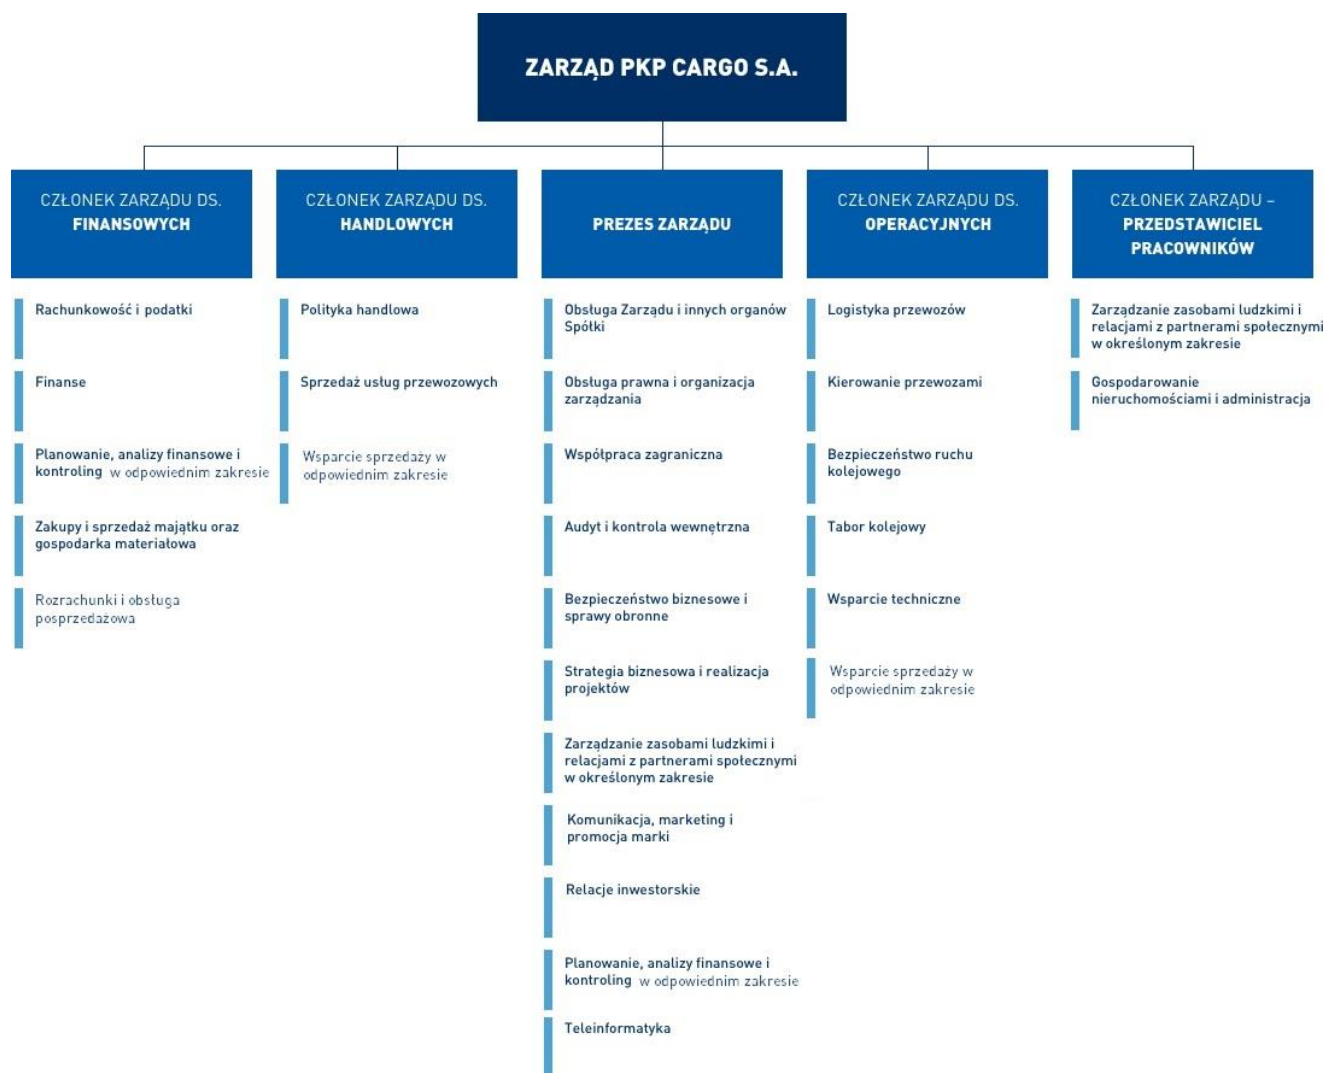 ZARZĄD PKP CARGO S.A.
CZŁONEK ZARZĄDU DS.
FINANSOWYCH
Rachunkowość i podatki
Finanse
Planowanie, analizy finansowe i
kontroling w odpowiednim zakresie
Zakupy i sprzedaż majątku oraz
gospodarka materiałowa
Rozrachunki i obsługa
posprzedażowa
CZŁONEK ZARZĄDU DS.
HANDLOWYCH
Polityka handlowa
Sprzedaż usług przewozowych
Wsparcie sprzedaży w
odpowiednim zakresie
PREZES ZARZĄDU
Obsługa Zarządu i innych organów
Spółki
Obsługa prawna i organizacja
zarządzania
Współpraca zagraniczna
Audyt i kontrola wewnętrzna
Bezpieczeństwo biznesowe i
sprawy obronne
Strategia biznesowa i realizacja
projektów
Zarządzanie zasobami ludzkimi i
relacjami z partnerami społecznymi
w określonym zakresie
Komunikacja, marketing i
promocja marki
Relacje inwestorskie
Planowanie, analizy finansowe i
kontroling w odpowiednim zakresie
Teleinformatyka
CZŁONEK ZARZĄDU DS.
OPERACYJNYCH
Logistyka przewozów
Kierowanie przewozami
Bezpieczeństwo ruchu
kolejowego
Tabor kolejowy
Wsparcie techniczne
Wsparcie sprzedaży w
odpowiednim zakresie
CZŁONEK ZARZĄDU –
PRZEDSTAWICIEL
PRACOWNIKÓW
Zarządzanie zasobami ludzkimi i
relacjami z partnerami społecznymi
w określonym zakresie
Gospodarowanie
nieruchomościami i administracja